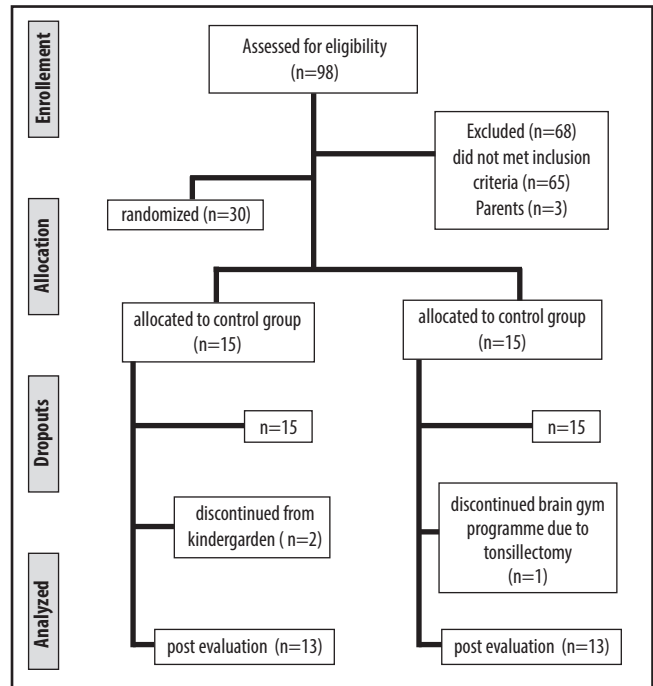 Enrollement
Assessed for eligibility
(n=98)
Excluded (n=68)
did not met inclusion
criteria (n=65)
Parents (n=3)
randomized (n=30)
Allocation
allocated to control group
(n=15)
allocated to control group
(n=15)
Dropouts
n=15
n=15
discontinued from
kindergarden ( n=2)
discontinued brain gym
programme due to
tonsillectomy
(n=1)
Analyzed
post evaluation (n=13)
post evaluation (n=13)